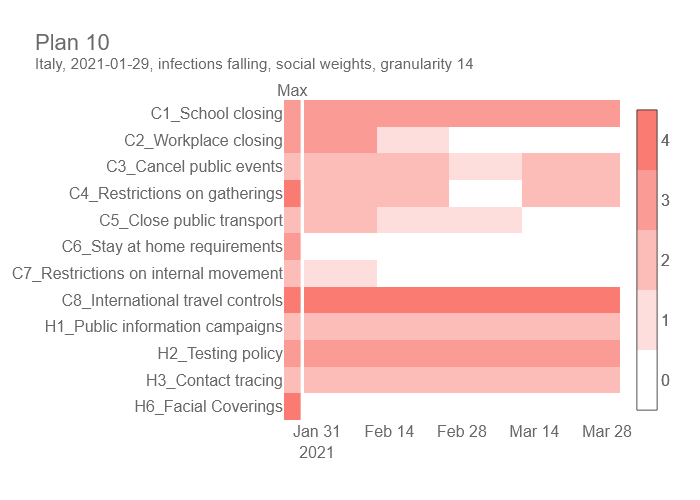 Plan 10
Italy, 2021-01-29, infections falling, social weights, granularity 14
Max
C1_School closing
C2_Workplace closing
C3_Cancel public events
C4_Restrictions on gatherings
C5_Close public transport
C6_Stay at home requirements
C7_Restrictions on internal movement
C8_International travel controls
H1_Public information campaigns
H2_Testing policy
H3_Contact tracing
H6_Facial Coverings
Jan 31 Feb 14 Feb 28 Mar 14 Mar 28
2021
4
3
2
1
0